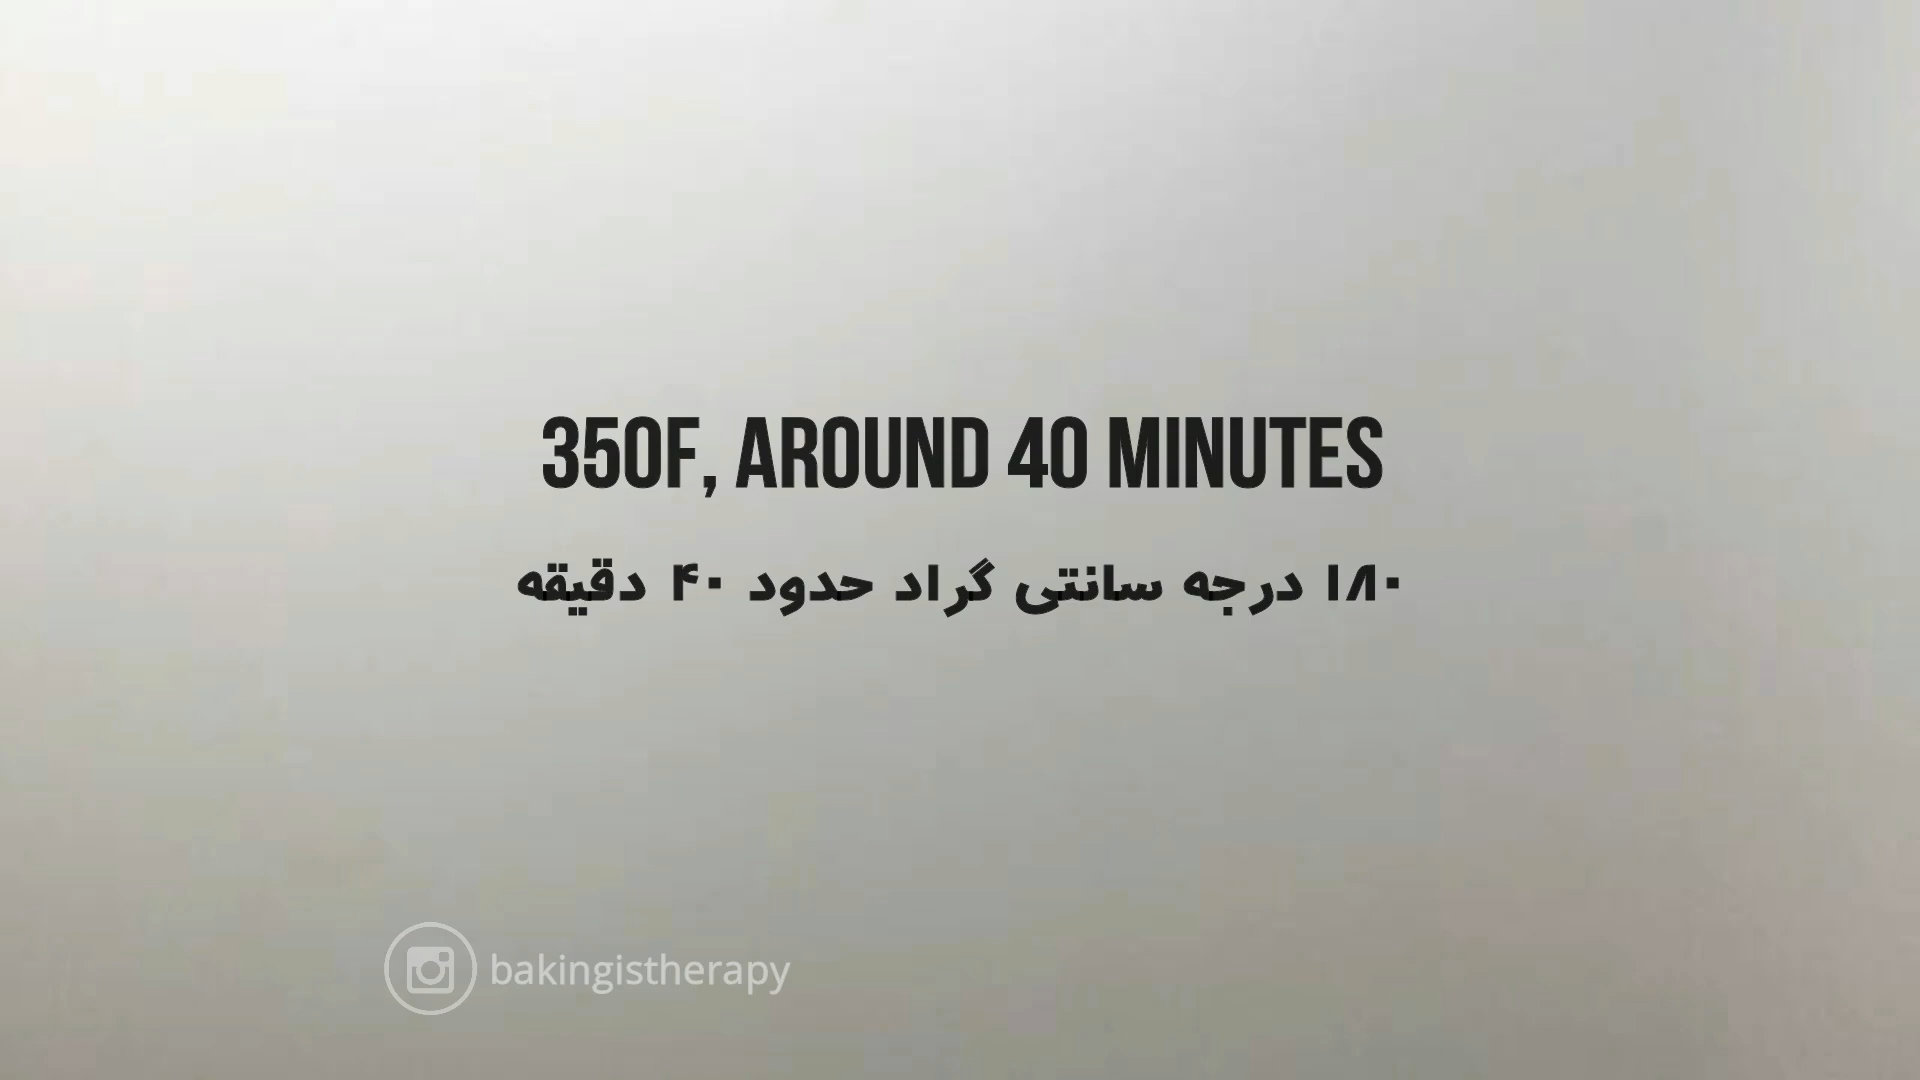 350F, AROUND 40 MINUTES
۱۸۰ درجه سانتی گراد حدود ۴۰ دقیقه
bakingistherapy